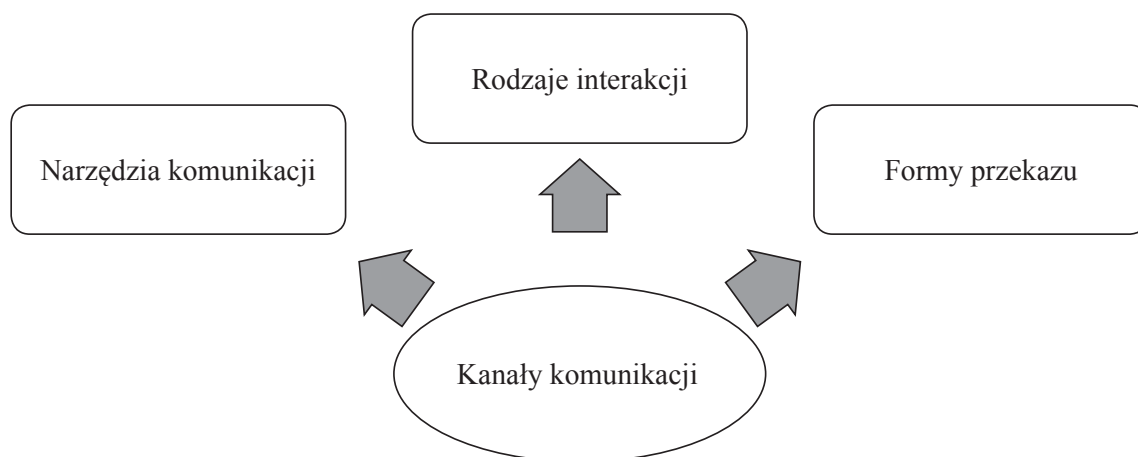 Rodzaje interakcji
Narzędzia komunikacji
Formy przekazu
Kanały komunikacji